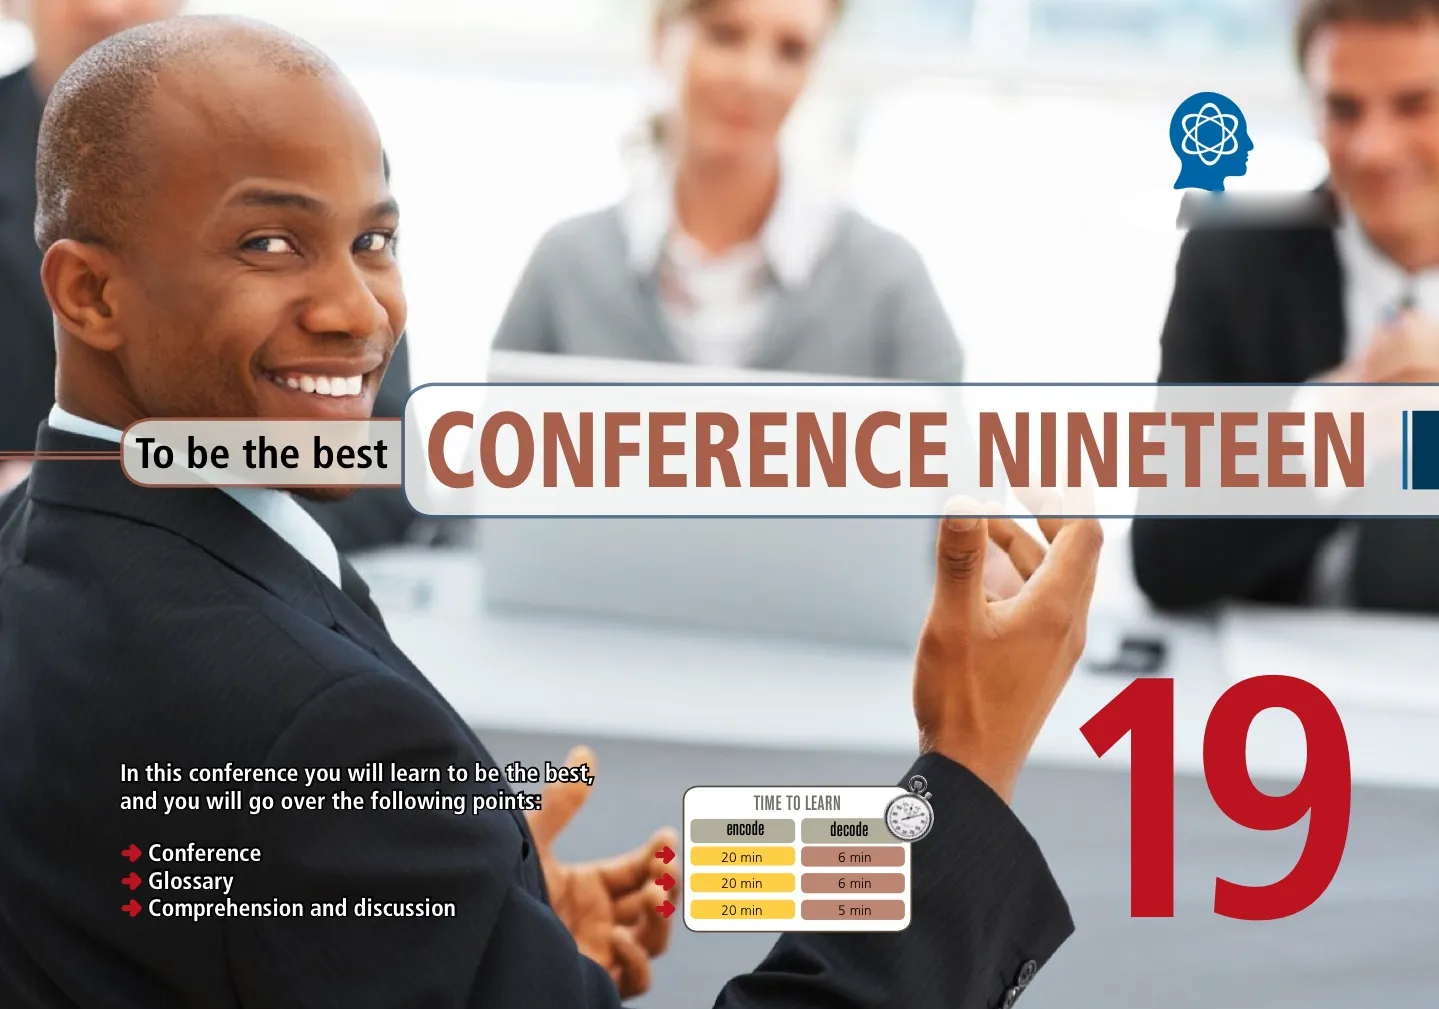 To be the best
CONFERENCE NINETEEN
19
In this conference you will learn to be the best,
and you will go over the following points:
Conference
Glossary
Comprehension and discussion
TIME TO LEARN
encode decode
20 min 6 min
20 min 6 min
20 min 5 min